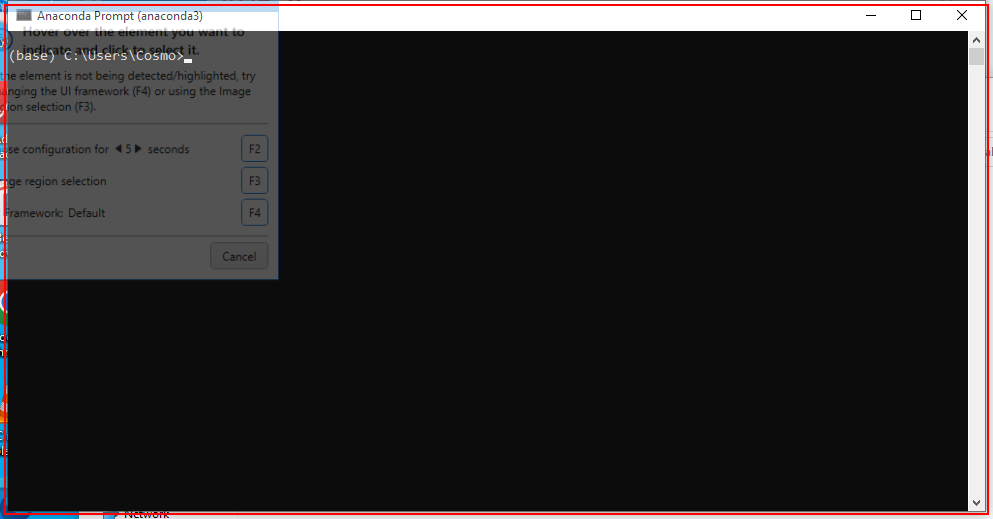 Anaconda Prompt (anaconda3)
Hover over the element you want to
indicate and click to select it.
(base) C:\Users\Cosmo>
the element is not being detected/highlighted, try
anging the UI framework (F4) or using the Image
gion selection (F3).
se configuration for 5 seconds F2
ge region selection F3
Framework: Default F4
Cancel
Network